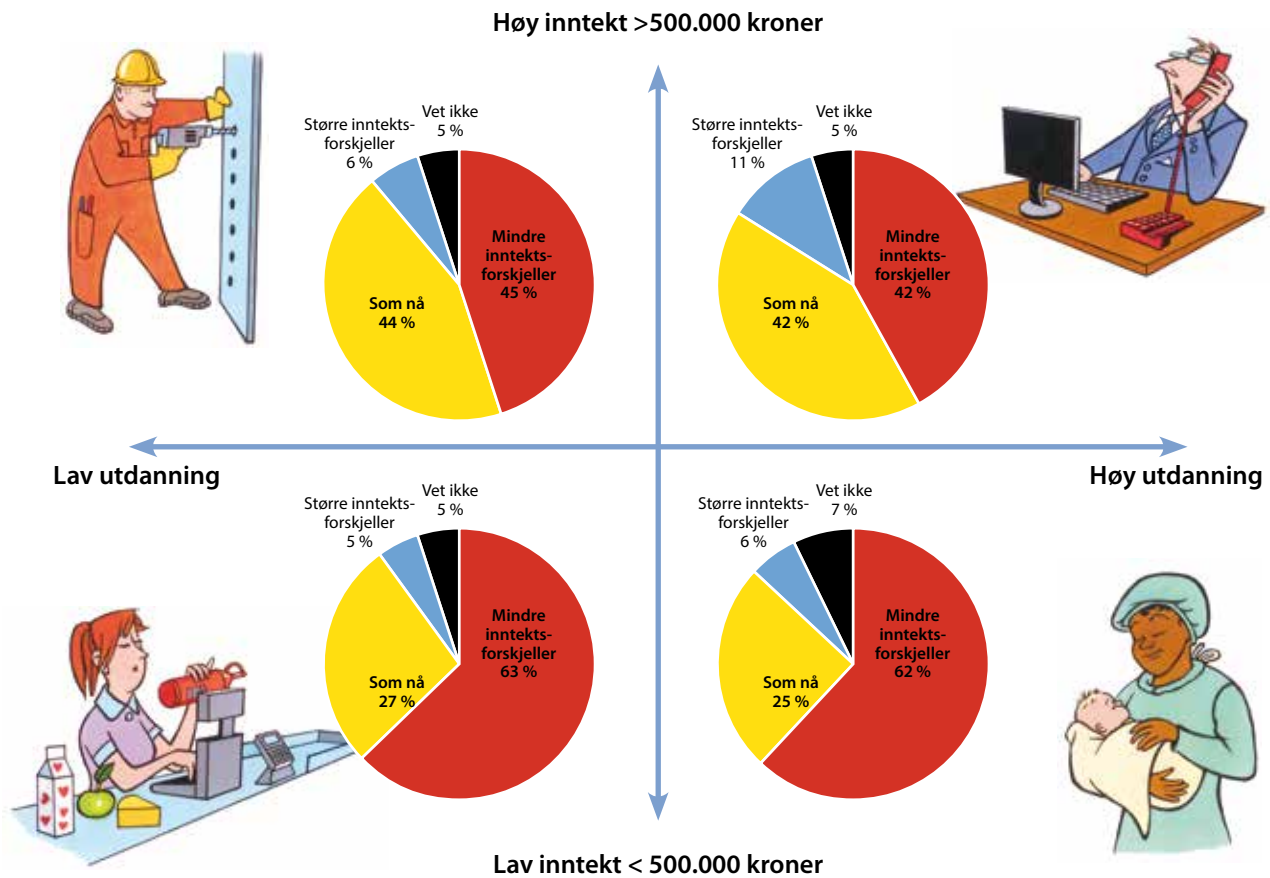 Høy inntekt >500.000 kroner
Større inntekts-
forskjeller
6 %
Vet ikke
5 %
Mindre
inntekts-
forskjeller
45 %
Som nå
44 %
Større inntekts-
forskjeller
11 %
Vet ikke
5 %
Mindre
inntekts-
forskjeller
42 %
Som nå
42 %
Lav utdanning
Høy utdanning
Større inntekts-
forskjeller
5 %
Vet ikke
5 %
Mindre
inntekts-
forskjeller
63 %
Som nå
27 %
Større inntekts-
forskjeller
6 %
Vet ikke
7 %
Mindre
inntekts-
forskjeller
62 %
Som nå
25 %
Lav inntekt < 500.000 kroner